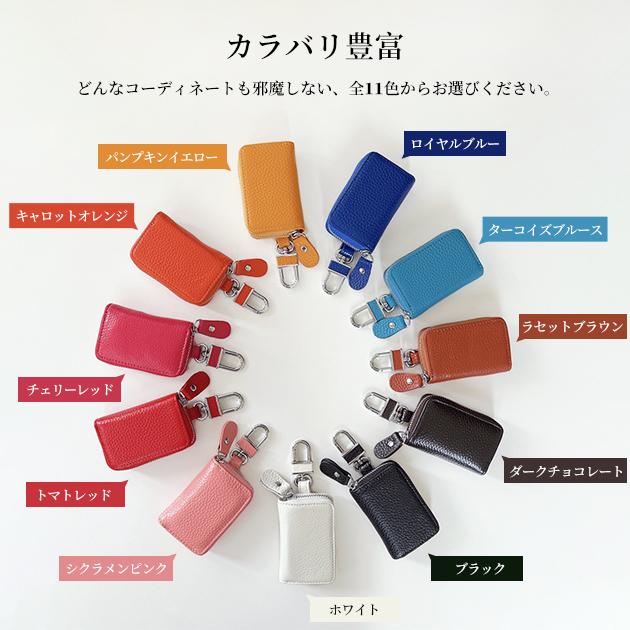 カラバリ豊富
どんなコーディネートも邪魔しない、全11色からお選びください。
ロイヤルブルー
パンプキンイエロー
キャロットオレンジ
ターコイズブルース
ラセットブラウン
チェリーレッド
ダークチョコレート
トマトレッド
シクラメンピンク
ブラック
ホワイト